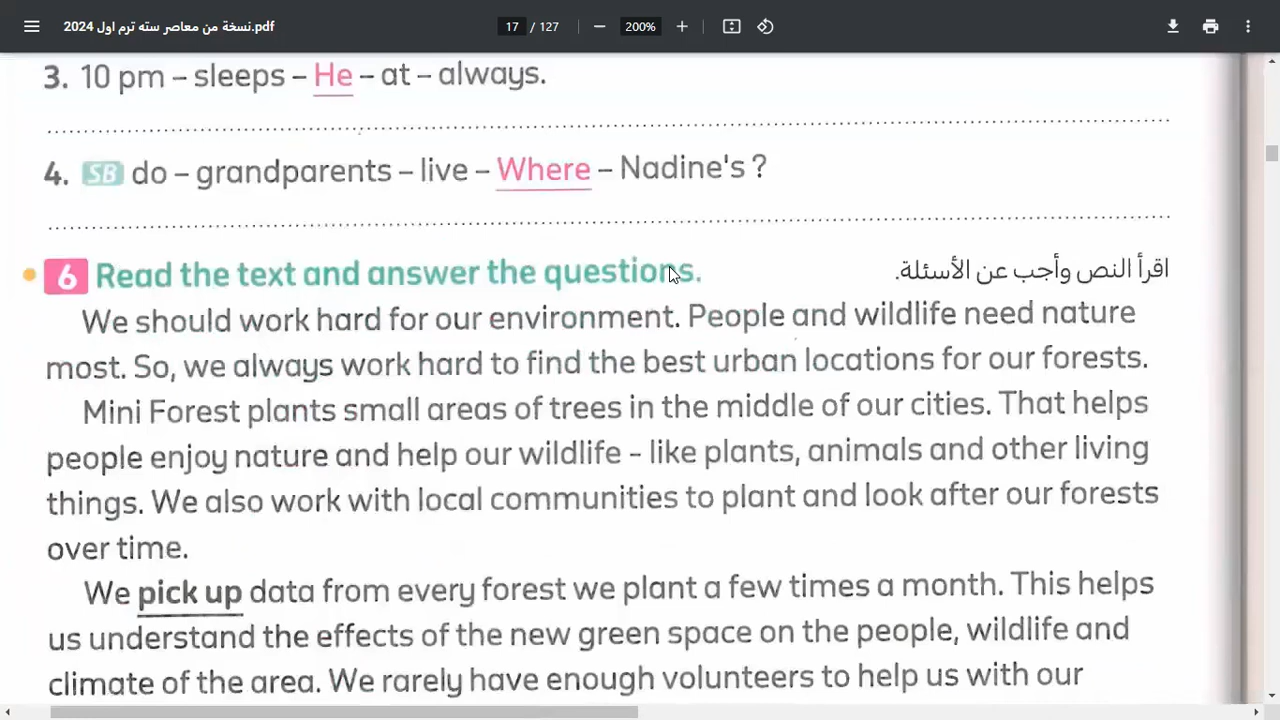 نسخة من معاصر سته ترم اول 2024.pdf
17 / 127
200%
3. 10 pm – sleeps – He – at – always.
4. SB do – grandparents – live – Where – Nadine's ?
6 Read the text and answer the questions.
اقرأ النص وأجب عن الأسئلة.
We should work hard for our environment. People and wildlife need nature
most. So, we always work hard to find the best urban locations for our forests.
Mini Forest plants small areas of trees in the middle of our cities. That helps
people enjoy nature and help our wildlife - like plants, animals and other living
things. We also work with local communities to plant and look after our forests
over time.
We pick up data from every forest we plant a few times a month. This helps
us understand the effects of the new green space on the people, wildlife and
climate of the area. We rarely have enough volunteers to help us with our